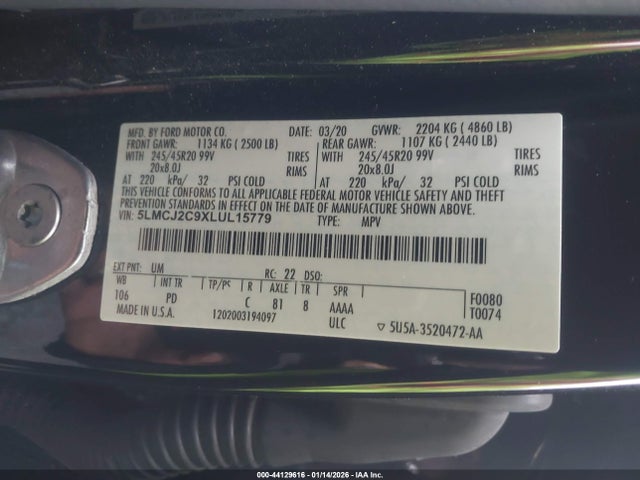 MFD. BY FORD MOTOR CO. DATE: 03/20 GVWR: 2204 KG ( 4860 LB)
FRONT GAWR: 1134 KG ( 2500 LB) REAR GAWR: 1107 KG ( 2440 LB)
WITH 245/45R20 99V TIRES WITH 245/45R20 99V TIRES
20x8.0J RIMS 20x8.0J RIMS
AT 220 kPa/ 32 PSI COLD AT 220 kPa/ 32 PSI COLD
THIS VEHICLE CONFORMS TO ALL APPLICABLE FEDERAL MOTOR VEHICLE SAFETY AND THEFT
PREVENTION STANDARDS IN EFFECT ON THE DATE OF MANUFACTURE SHOWN ABOVE.
VIN: 5LMCJ2C9XLUL15779 TYPE: MPV
EXT PNT: UM RC: 22 DSO:
WB INT TR TP/PS R AXLE TR SPR F0080
106 PD C 81 8 AAAA T0074
MADE IN U.S.A. 1202003194097 ULC 5U5A-3520472-AA
000-44129616 - 01/14/2026 - IAA Inc.